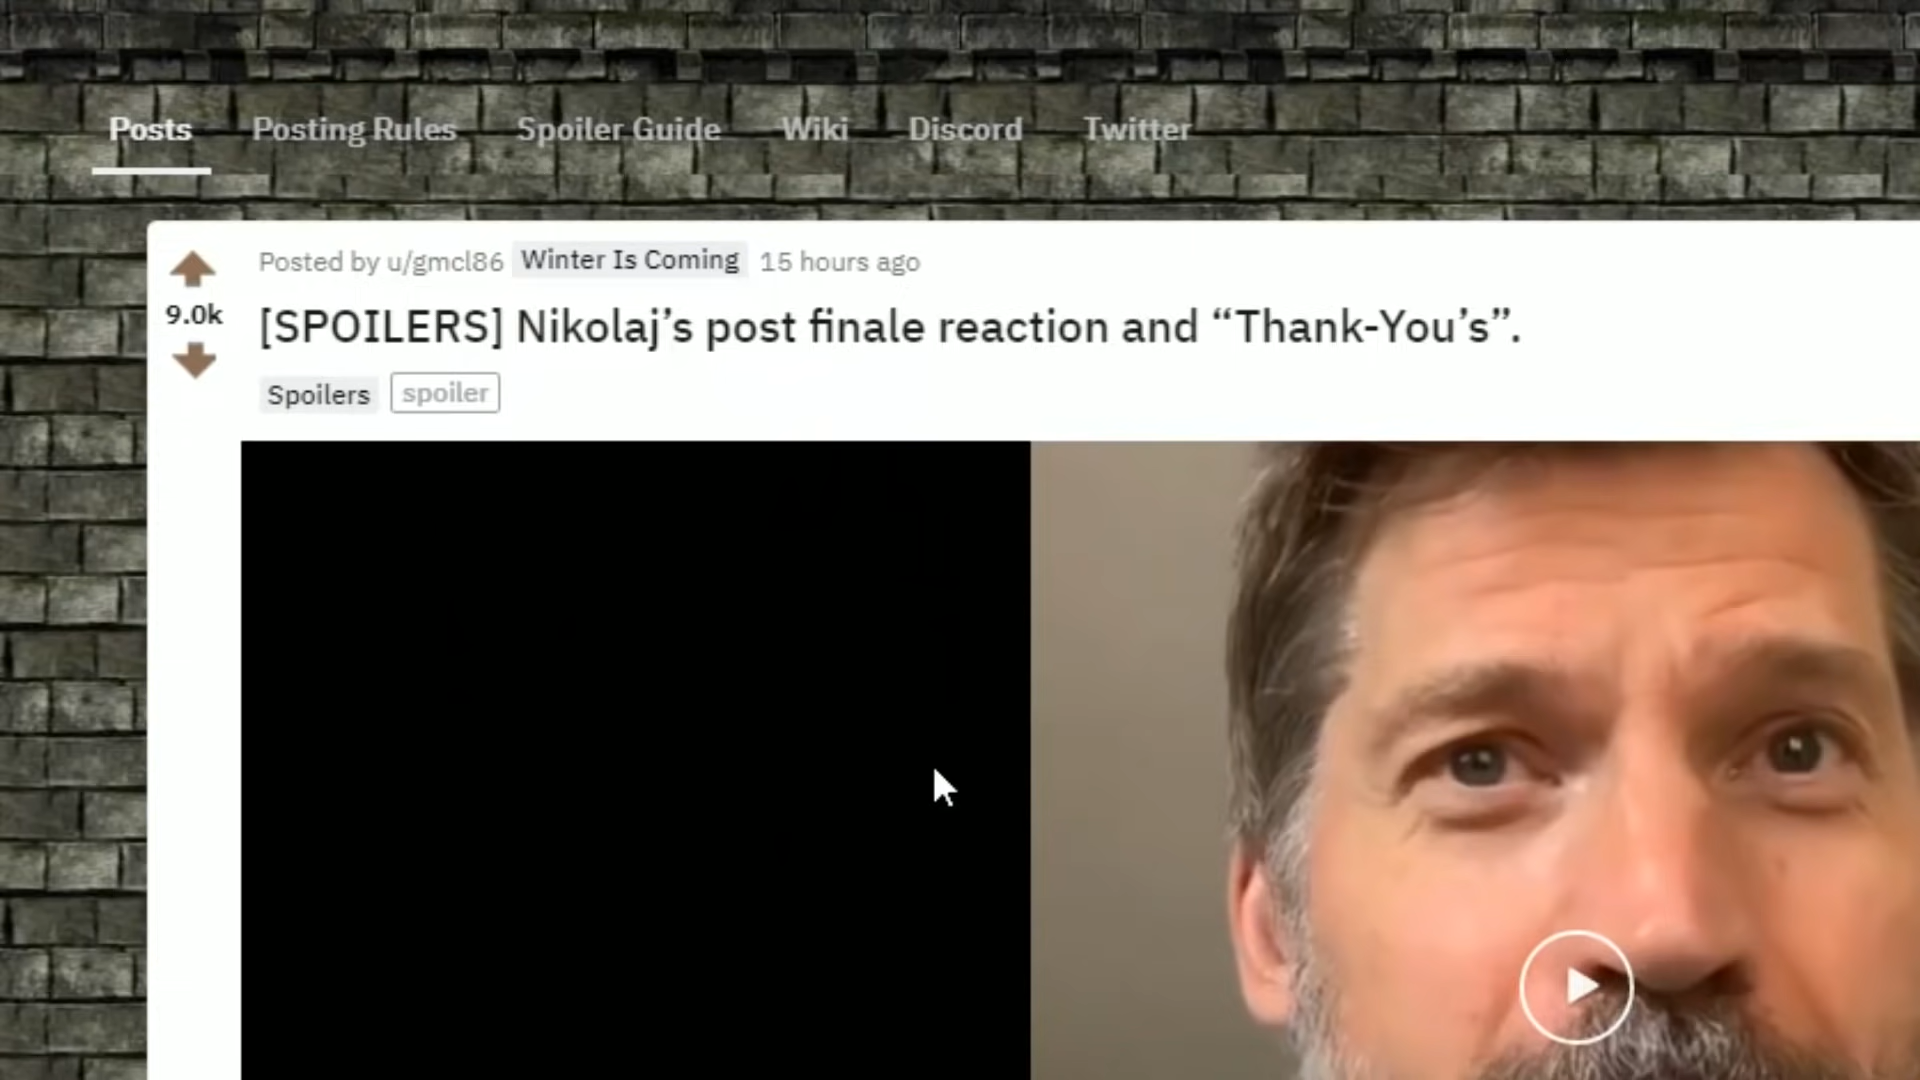 Posts Posting Rules Spoiler Guide Wiki Discord Twitter
Posted by u/gmcl86 Winter Is Coming 15 hours ago
9.0k
[SPOILERS] Nikolaj’s post finale reaction and “Thank-You’s”.
Spoilers spoiler